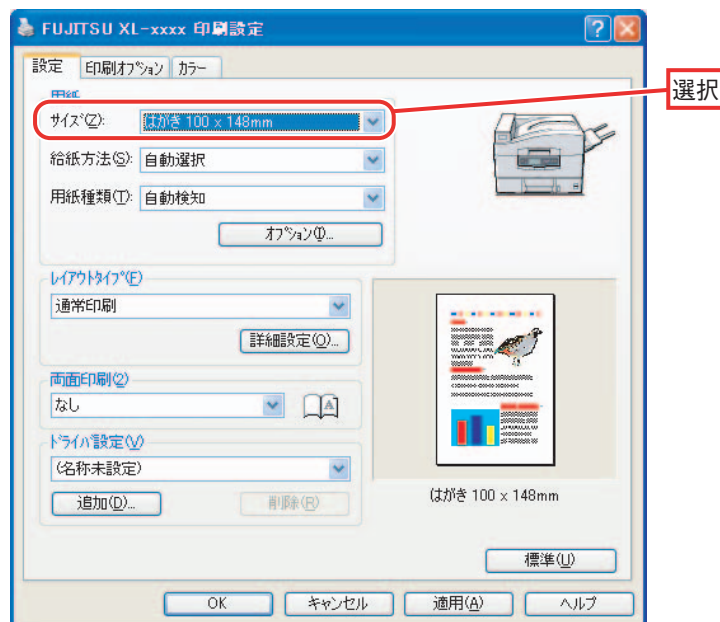 FUJITSU XL-xxxx 印刷設定
設定 印刷オプション カラー
用紙
サイズ(Z): はがき 100 x 148mm
選択
給紙方法(S): 自動選択
用紙種類(T): 自動検知
オプション(I)...
レイアウトタイプ(F)
通常印刷
詳細設定(O)...
両面印刷(2)
なし
A
ドライバ設定(V)
(名称未設定)
追加(D)...
削除(R)
はがき 100 x 148mm
標準(U)
OK キャンセル 適用(A) ヘルプ